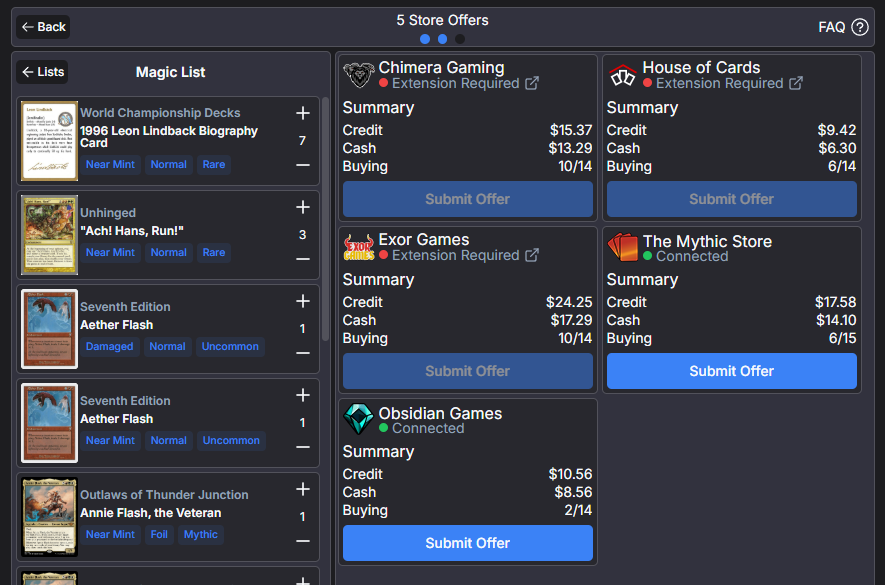 ← Back
5 Store Offers
FAQ ?
← Lists
Magic List
World Championship Decks
1996 Leon Lindback Biography
Card
Near Mint Normal Rare
+
7
−
Unhinged
"Ach! Hans, Run!"
Near Mint Normal Rare
+
3
−
Seventh Edition
Aether Flash
Damaged Normal Uncommon
+
1
−
Seventh Edition
Aether Flash
Near Mint Normal Uncommon
+
1
−
Outlaws of Thunder Junction
Annie Flash, the Veteran
Near Mint Foil Mythic
+
1
−
+
Chimera Gaming
Extension Required
Summary
Credit $15.37
Cash $13.29
Buying 10/14
Submit Offer
House of Cards
Extension Required
Summary
Credit $9.42
Cash $6.30
Buying 6/14
Submit Offer
EXOR
GAMES
Exor Games
Extension Required
Summary
Credit $24.25
Cash $17.29
Buying 10/14
Submit Offer
The Mythic Store
Connected
Summary
Credit $17.58
Cash $14.10
Buying 6/15
Submit Offer
Obsidian Games
Connected
Summary
Credit $10.56
Cash $8.56
Buying 2/14
Submit Offer